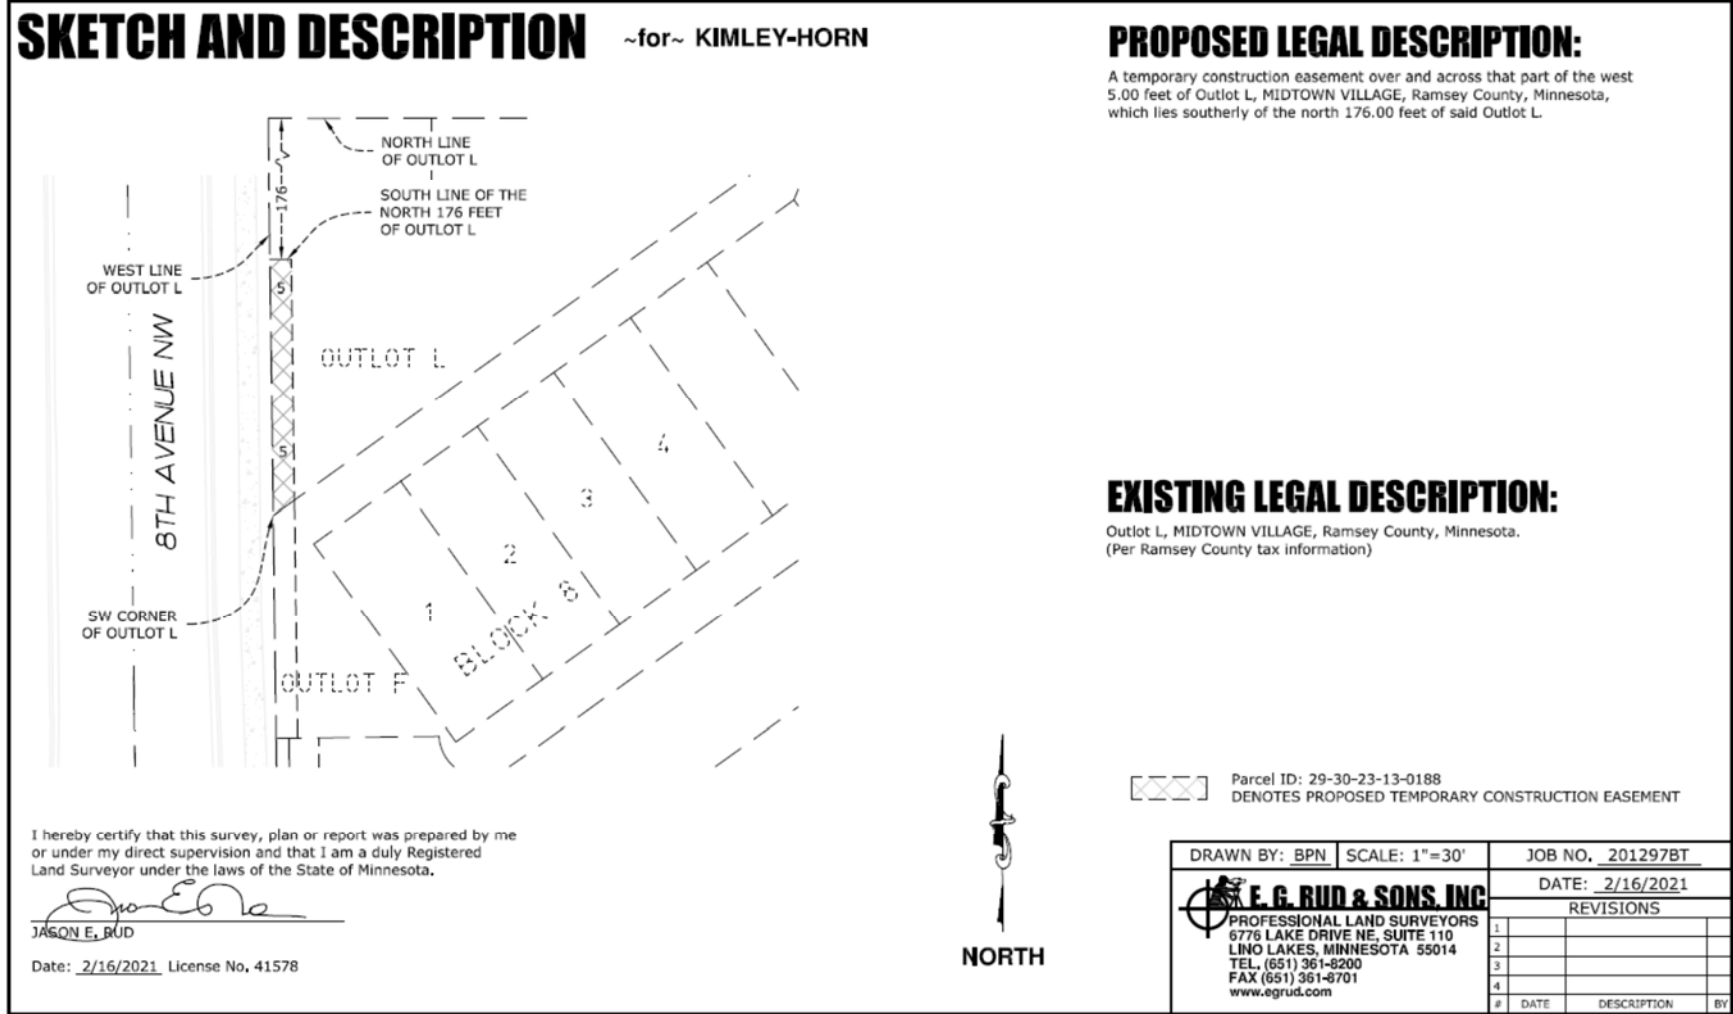 SKETCH AND DESCRIPTION ~for~ KIMLEY-HORN
NORTH LINE
OF OUTLOT L
176
SOUTH LINE OF THE
NORTH 176 FEET
OF OUTLOT L
WEST LINE
OF OUTLOT L
5
8TH AVENUE NW
OUTLOT L
5
4
3
2
1
BLOCK 8
SW CORNER
OF OUTLOT L
OUTLOT F
I hereby certify that this survey, plan or report was prepared by me
or under my direct supervision and that I am a duly Registered
Land Surveyor under the laws of the State of Minnesota.
JASON E. RUD
Date: 2/16/2021 License No. 41578
NORTH
PROPOSED LEGAL DESCRIPTION:
A temporary construction easement over and across that part of the west
5.00 feet of Outlot L, MIDTOWN VILLAGE, Ramsey County, Minnesota,
which lies southerly of the north 176.00 feet of said Outlot L.
EXISTING LEGAL DESCRIPTION:
Outlot L, MIDTOWN VILLAGE, Ramsey County, Minnesota.
(Per Ramsey County tax information)
Parcel ID: 29-30-23-13-0188
DENOTES PROPOSED TEMPORARY CONSTRUCTION EASEMENT
DRAWN BY: BPN SCALE: 1"=30' JOB NO. 201297BT
E. G. RUD & SONS, INC
PROFESSIONAL LAND SURVEYORS
6776 LAKE DRIVE NE, SUITE 110
LINO LAKES, MINNESOTA 55014
TEL. (651) 361-8200
FAX (651) 361-8701
www.egrud.com
DATE: 2/16/2021
REVISIONS
1
2
3
4
# DATE DESCRIPTION BY